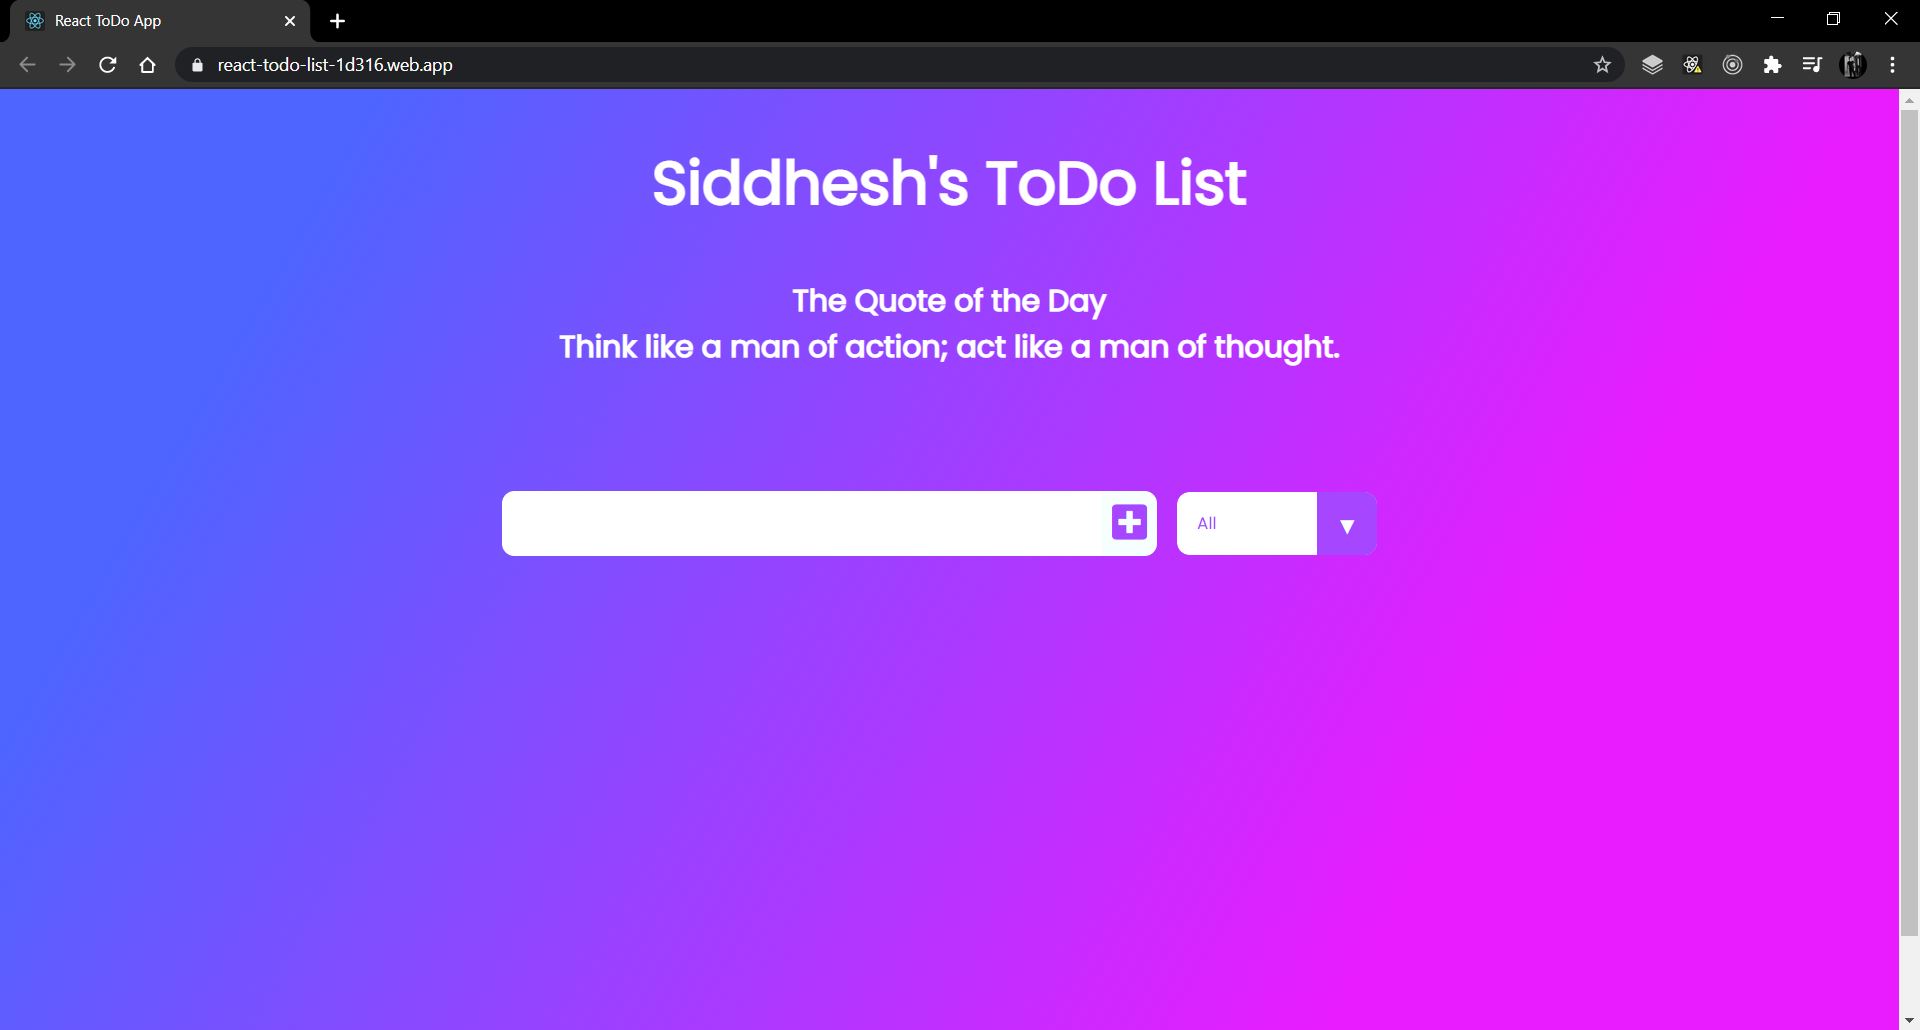 React ToDo App
react-todo-list-1d316.web.app
Siddhesh's ToDo List
The Quote of the Day
Think like a man of action; act like a man of thought.
All